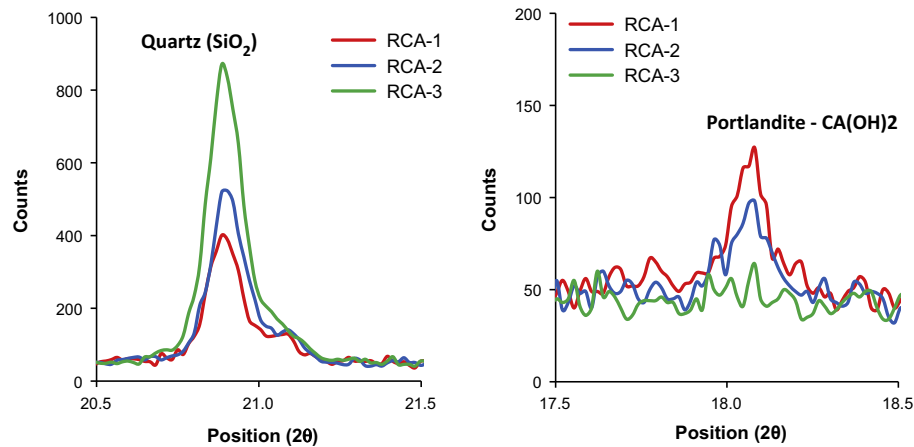 1000
800
600
400
200
0
Counts
Quartz (SiO₂)
RCA-1
RCA-2
RCA-3
20.5 21.0 21.5
Position (2θ)
200
150
100
50
0
Counts
RCA-1
RCA-2
RCA-3
Portlandite - CA(OH)2
17.5 18.0 18.5
Position (2θ)